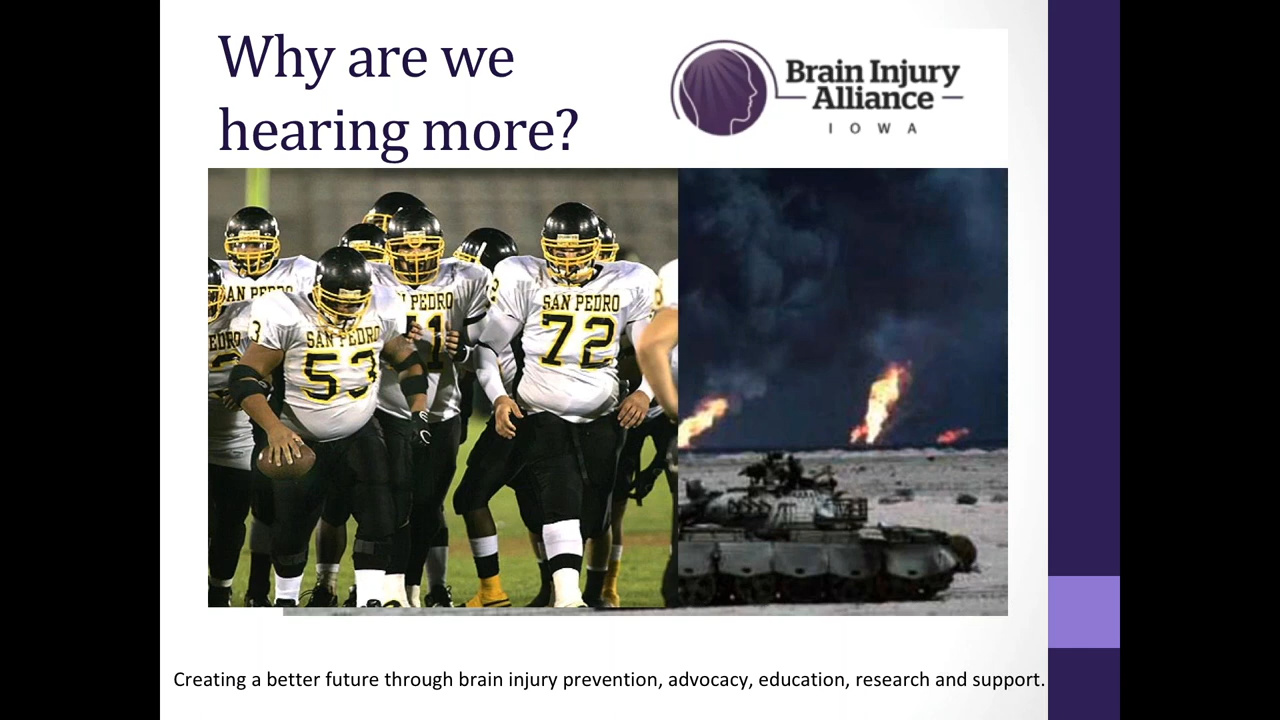 Why are we
hearing more?
Brain Injury
Alliance
IOWA
SAN PEDRO
53
SAN PEDRO
72
PEDRO
Creating a better future through brain injury prevention, advocacy, education, research and support.